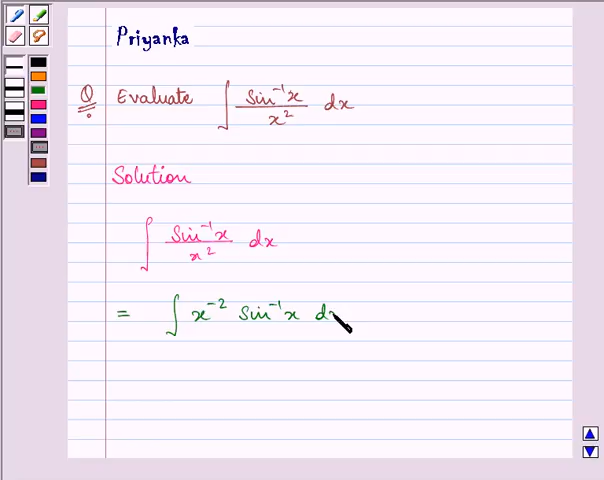 Priyanka
Q Evaluate ∫ sin⁻¹x / x² dx
Solution
∫ sin⁻¹x / x² dx
= ∫ x⁻² sin⁻¹x dx